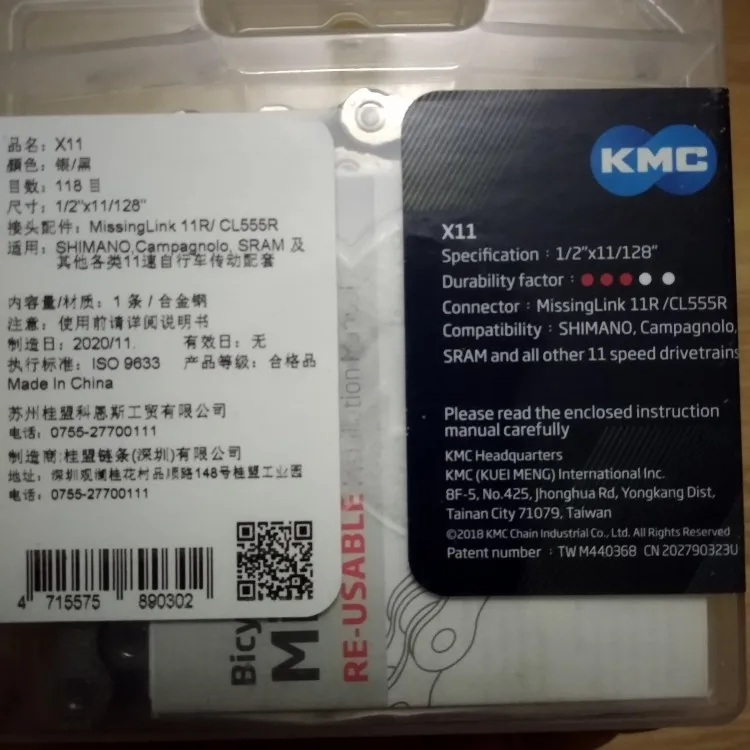 品名：X11
顏色：银/黑
目数：118 目
尺寸：1/2"x11/128"
接头配件：MissingLink 11R/ CL555R
适用：SHIMANO,Campagnolo, SRAM 及
其他各类11速自行车传动配套
内容量/材质：1 条 / 合金钢
注意：使用前请详阅说明书
制造日：2020/11. 有效日：无
执行标准：ISO 9633 产品等级：合格品
Made In China
苏州桂盟科恩斯工贸有限公司
电话：0755-27700111
制造商:桂盟链条(深圳)有限公司
地址：深圳观澜桂花村品顺路148号桂盟工业园
电话：0755-27700111
4 715575 890302
KMC
X11
Specification : 1/2"x11/128"
Durability factor :
Connector : MissingLink 11R /CL555R
Compatibility : SHIMANO, Campagnolo,
SRAM and all other 11 speed drivetrains
Please read the enclosed instruction
manual carefully
KMC Headquarters
KMC (KUEI MENG) International Inc.
8F-5, No.425, Jhonghua Rd, Yongkang Dist,
Tainan City 71079, Taiwan
©2018 KMC Chain Industrial Co., Ltd. All Rights Reserved
Patent number : TW M440368 CN 202790323U
Bicy
Mi
RE-USABLE